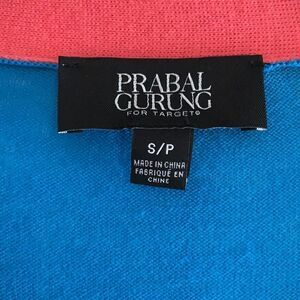 PRABAL
GURUNG
FOR TARGET®
S/P
MADE IN CHINA
FABRIQUÉ EN
CHINE